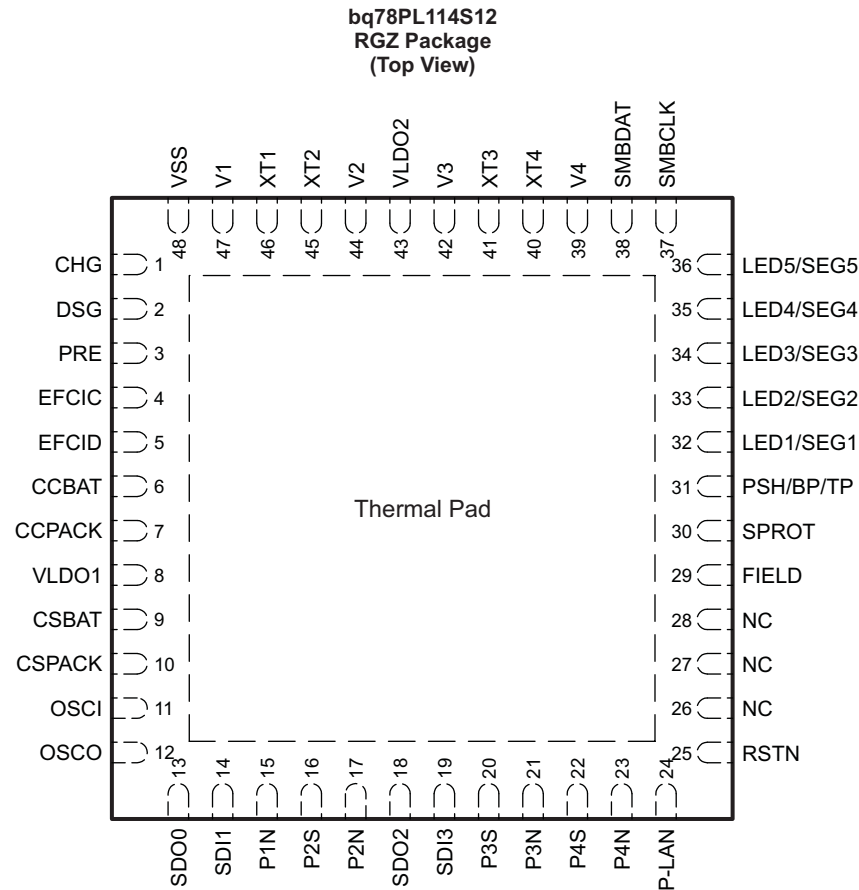 bq78PL114S12
RGZ Package
(Top View)
VSS
V1
XT1
XT2
V2
VLDO2
V3
XT3
XT4
V4
SMBDAT
SMBCLK
48
47
46
45
44
43
42
41
40
39
38
37
CHG 1
DSG 2
PRE 3
EFCIC 4
EFCID 5
CCBAT 6
CCPACK 7
VLDO1 8
CSBAT 9
CSPACK 10
OSCI 11
OSCO 12
Thermal Pad
36 LED5/SEG5
35 LED4/SEG4
34 LED3/SEG3
33 LED2/SEG2
32 LED1/SEG1
31 PSH/BP/TP
30 SPROT
29 FIELD
28 NC
27 NC
26 NC
25 RSTN
13
14
15
16
17
18
19
20
21
22
23
24
SDO0
SDI1
P1N
P2S
P2N
SDO2
SDI3
P3S
P3N
P4S
P4N
P-LAN